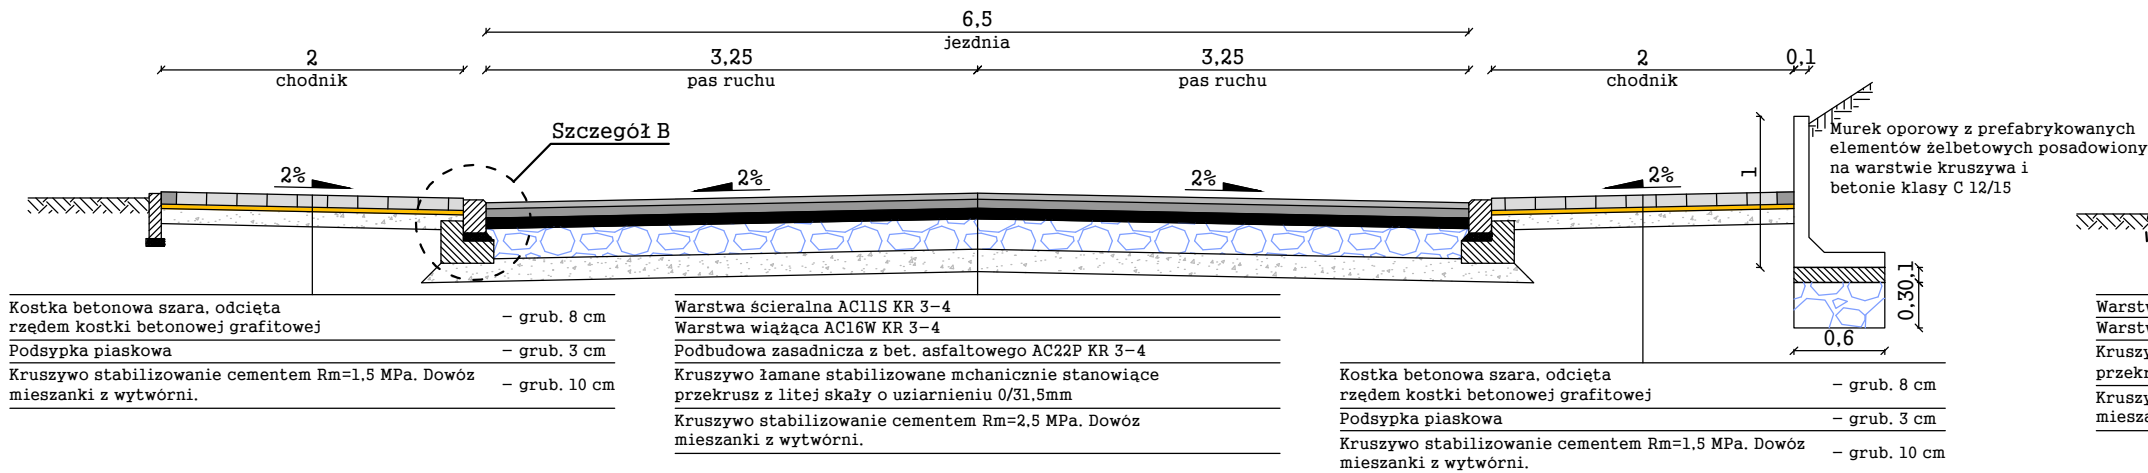 6,5
jezdnia
2
chodnik
3,25
pas ruchu
3,25
pas ruchu
2
chodnik
0,1
Szczegół B
2%
2%
2%
2%
1
Murek oporowy z prefabrykowanych
elementów żelbetowych posadowiony
na warstwie kruszywa i
betonie klasy C 12/15
0,1
0,30
0,6
Kostka betonowa szara, odcięta
rzędem kostki betonowej grafitowej
– grub. 8 cm
Podsypka piaskowa – grub. 3 cm
Kruszywo stabilizowanie cementem Rm=1,5 MPa. Dowóz
mieszanki z wytwórni.
– grub. 10 cm
Warstwa ścieralna AC11S KR 3-4
Warstwa wiążąca AC16W KR 3-4
Podbudowa zasadnicza z bet. asfaltowego AC22P KR 3-4
Kruszywo łamane stabilizowane mchanicznie stanowiące
przekrusz z litej skały o uziarnieniu 0/31,5mm
Kruszywo stabilizowanie cementem Rm=2,5 MPa. Dowóz
mieszanki z wytwórni.
Kostka betonowa szara, odcięta
rzędem kostki betonowej grafitowej
– grub. 8 cm
Podsypka piaskowa – grub. 3 cm
Kruszywo stabilizowanie cementem Rm=1,5 MPa. Dowóz
mieszanki z wytwórni.
– grub. 10 cm